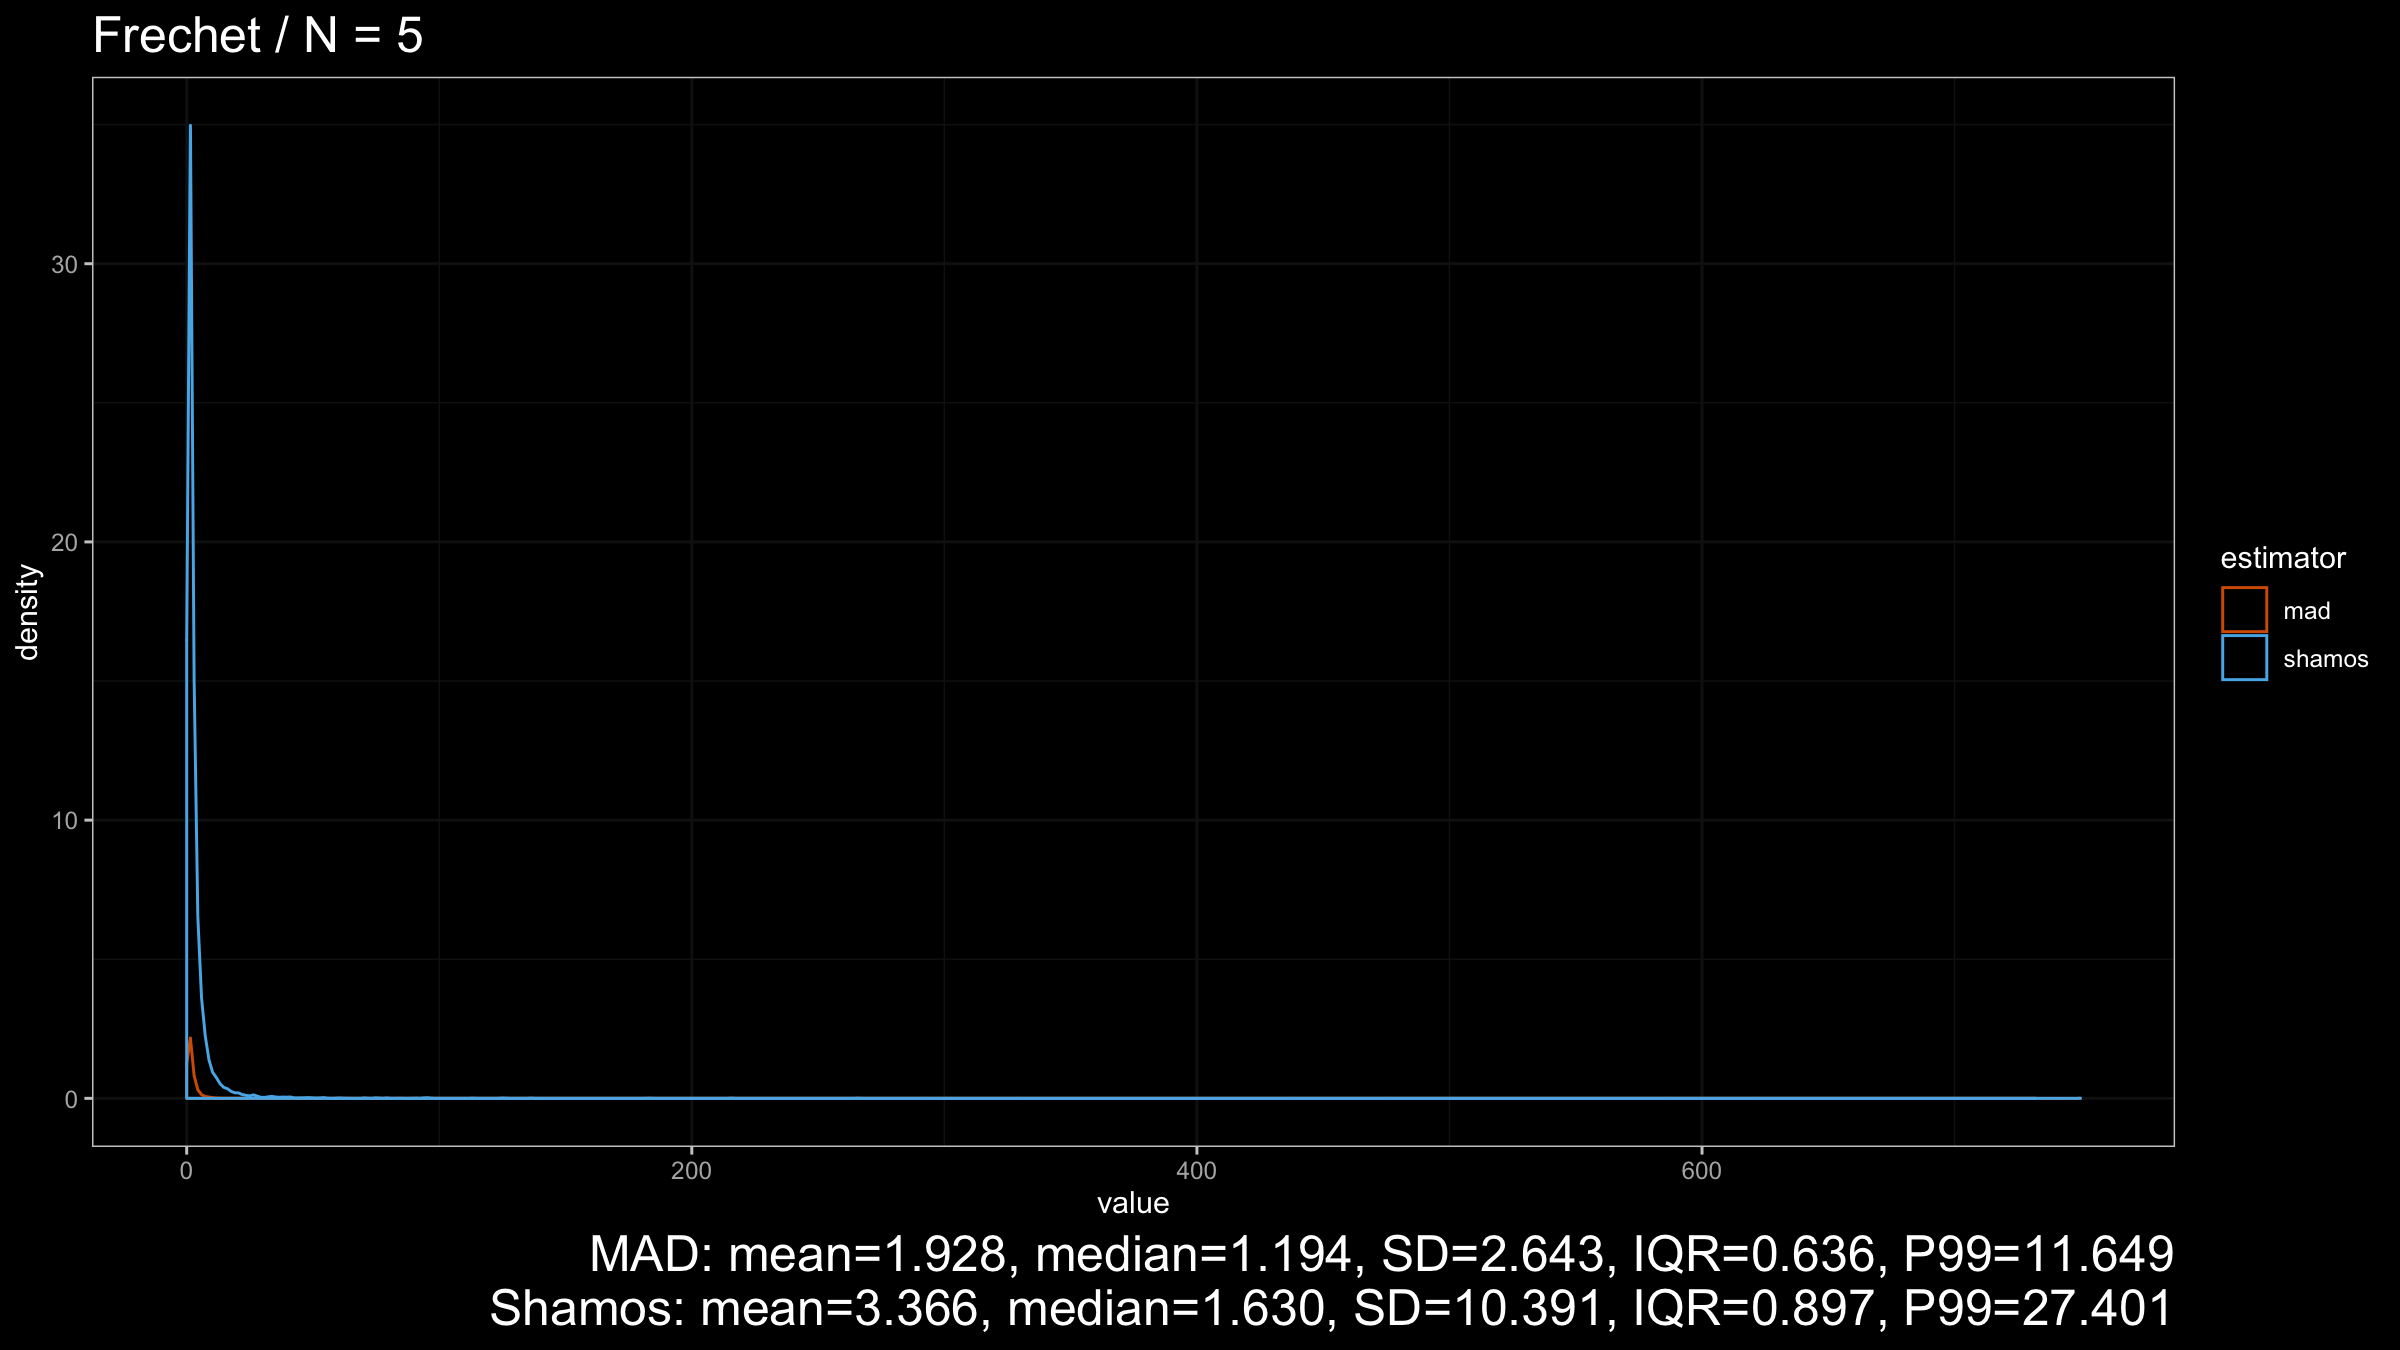 Frechet / N = 5
density
30
20
10
0
0
200
400
600
value
estimator
mad
shamos
MAD: mean=1.928, median=1.194, SD=2.643, IQR=0.636, P99=11.649
Shamos: mean=3.366, median=1.630, SD=10.391, IQR=0.897, P99=27.401